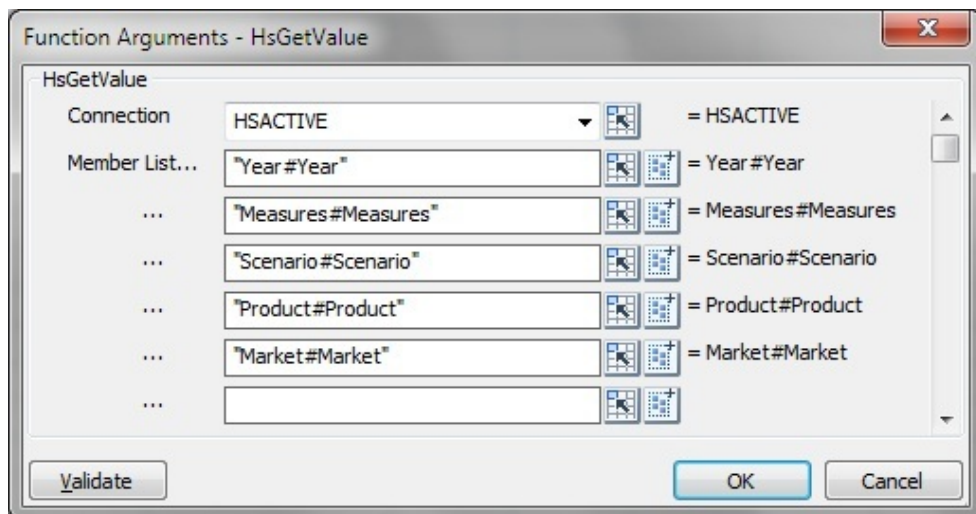 Function Arguments - HsGetValue
HsGetValue
Connection HSACTIVE = HSACTIVE
Member List... "Year#Year" = Year#Year
... "Measures#Measures" = Measures#Measures
... "Scenario#Scenario" = Scenario#Scenario
... "Product#Product" = Product#Product
... "Market#Market" = Market#Market
...
Validate OK Cancel